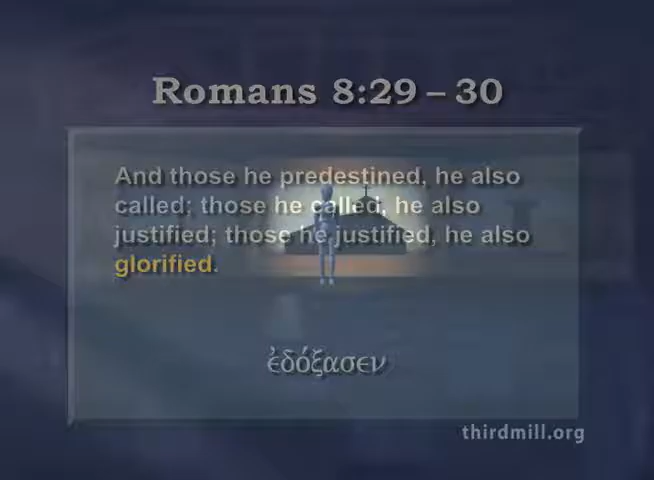 Romans 8:29 – 30
And those he predestined, he also
called; those he called, he also
justified; those he justified, he also
glorified.
ἐδόξασεν
thirdmill.org